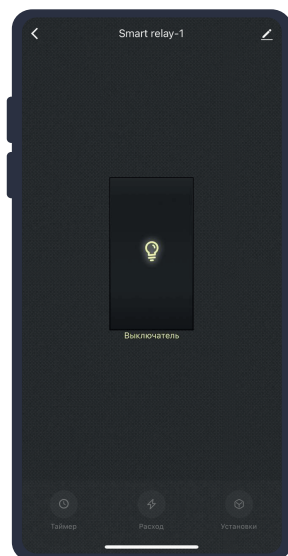 Smart relay-1
Выключатель
Таймер
Расход
Установки